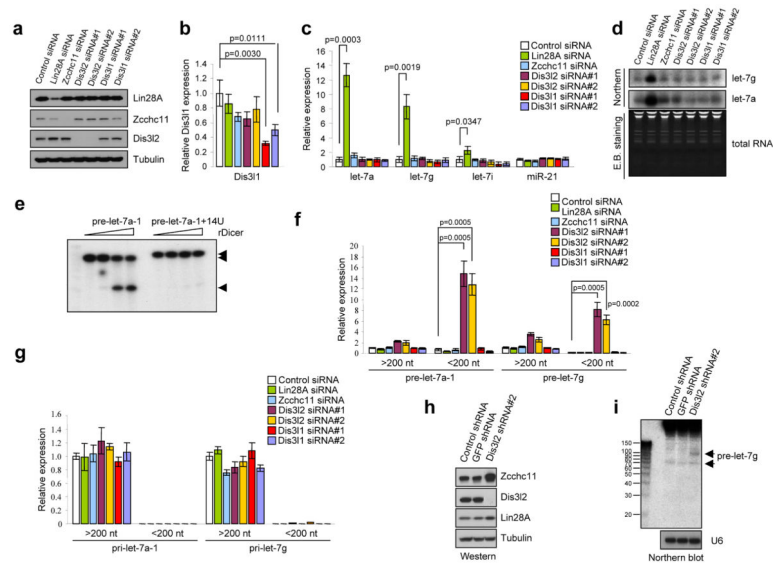 a
Control siRNA
Lin28A siRNA
Zcchc11 siRNA
Dis3l2 siRNA#1
Dis3l2 siRNA#2
Dis3l1 siRNA#1
Dis3l1 siRNA#2
Lin28A
Zcchc11
Dis3l2
Tubulin
b
p=0.0111
p=0.0030
Relative Dis3l1 expression
1.4
1.2
1.0
0.8
0.6
0.4
0.2
0
Dis3l1
c
p=0.0003
p=0.0019
p=0.0347
Relative expression
16
14
12
10
8
6
4
2
0
let-7a
let-7g
let-7i
miR-21
Control siRNA
Lin28A siRNA
Zcchc11 siRNA
Dis3l2 siRNA#1
Dis3l2 siRNA#2
Dis3l1 siRNA#1
Dis3l1 siRNA#2
d
Control siRNA
Lin28A siRNA
Zcchc11 siRNA
Dis3l2 siRNA#1
Dis3l2 siRNA#2
Dis3l1 siRNA#1
Dis3l1 siRNA#2
Northern
E.B. staining
let-7g
let-7a
total RNA
e
pre-let-7a-1
pre-let-7a-1+14U
rDicer
f
Control siRNA
Lin28A siRNA
Zcchc11 siRNA
Dis3l2 siRNA#1
Dis3l2 siRNA#2
Dis3l1 siRNA#1
Dis3l1 siRNA#2
p=0.0005
p=0.0005
p=0.0005
p=0.0002
Relative expression
20
18
16
14
12
10
8
6
4
2
0
>200 nt
<200 nt
>200 nt
<200 nt
pre-let-7a-1
pre-let-7g
g
Control siRNA
Lin28A siRNA
Zcchc11 siRNA
Dis3l2 siRNA#1
Dis3l2 siRNA#2
Dis3l1 siRNA#1
Dis3l1 siRNA#2
Relative expression
1.6
1.4
1.2
1.0
0.8
0.6
0.4
0.2
0
>200 nt
<200 nt
>200 nt
<200 nt
pri-let-7a-1
pri-let-7g
h
Control shRNA
GFP shRNA
Dis3l2 shRNA#2
Zcchc11
Dis3l2
Lin28A
Tubulin
Western
i
Control shRNA
GFP shRNA
Dis3l2 shRNA#2
150
100
90
80
70
60
50
40
30
20
pre-let-7g
U6
Northern blot